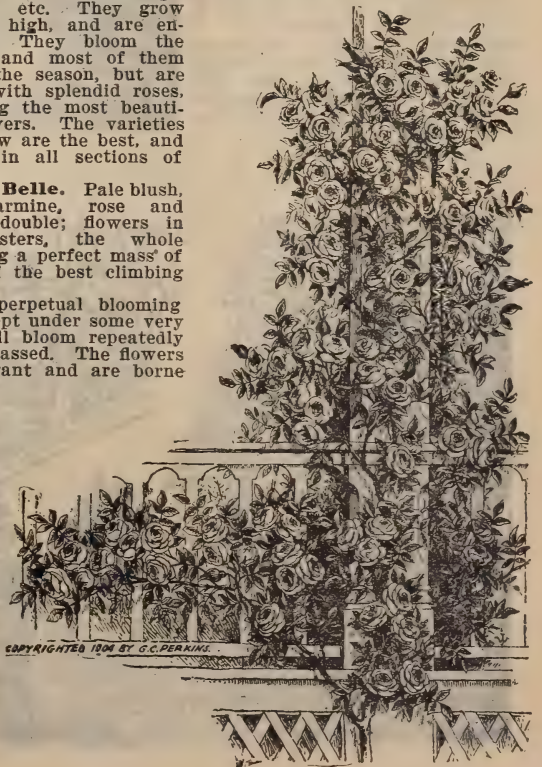 etc. They grow
high, and are en-
They bloom the
and most of them
the season, but are
with splendid roses,
g the most beauti-
vers. The varieties
w are the best, and
in all sections of
Belle. Pale blush,
armine, rose and
double; flowers in
sters, the whole
g a perfect mass of
f the best climbing
perpetual blooming
pt under some very
ll bloom repeatedly
assed. The flowers
rant and are borne
COPYRIGHTED 1904 BY G.C. PERKINS.